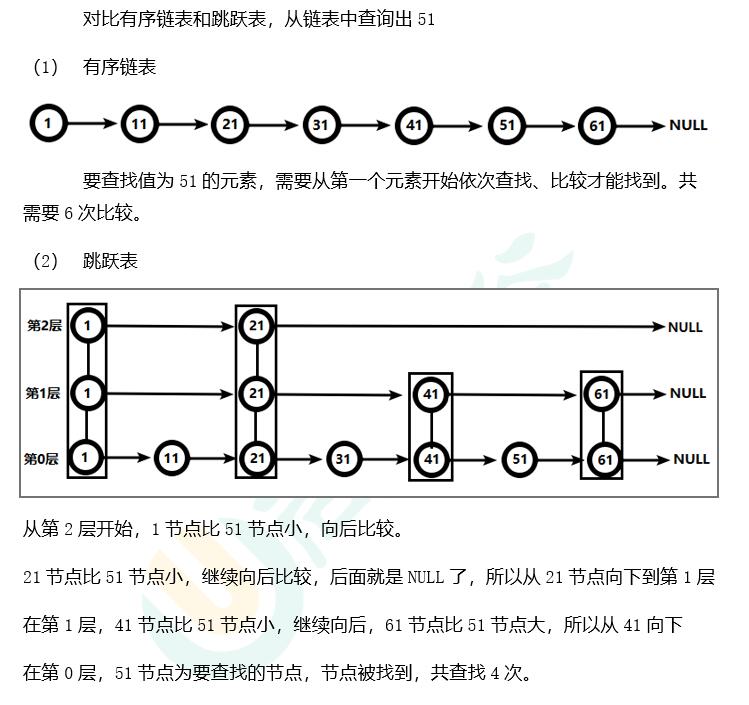 对比有序链表和跳跃表，从链表中查询出 51
（1） 有序链表
1 11 21 31 41 51 61 NULL
要查找值为 51 的元素，需要从第一个元素开始依次查找、比较才能找到。共
需要 6 次比较。
（2） 跳跃表
第2层 1 21 NULL
第1层 1 21 41 61 NULL
第0层 1 11 21 31 41 51 61 NULL
从第 2 层开始，1 节点比 51 节点小，向后比较。
21 节点比 51 节点小，继续向后比较，后面就是 NULL 了，所以从 21 节点向下到第 1 层
在第 1 层，41 节点比 51 节点小，继续向后，61 节点比 51 节点大，所以从 41 向下
在第 0 层，51 节点为要查找的节点，节点被找到，共查找 4 次。